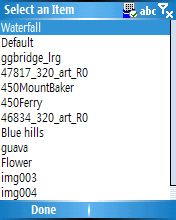 Select an Item abc
Waterfall
Default
ggbridge_lrg
47817_320_art_R0
450MountBaker
450Ferry
46834_320_art_R0
Blue hills
guava
Flower
img003
img004
Done